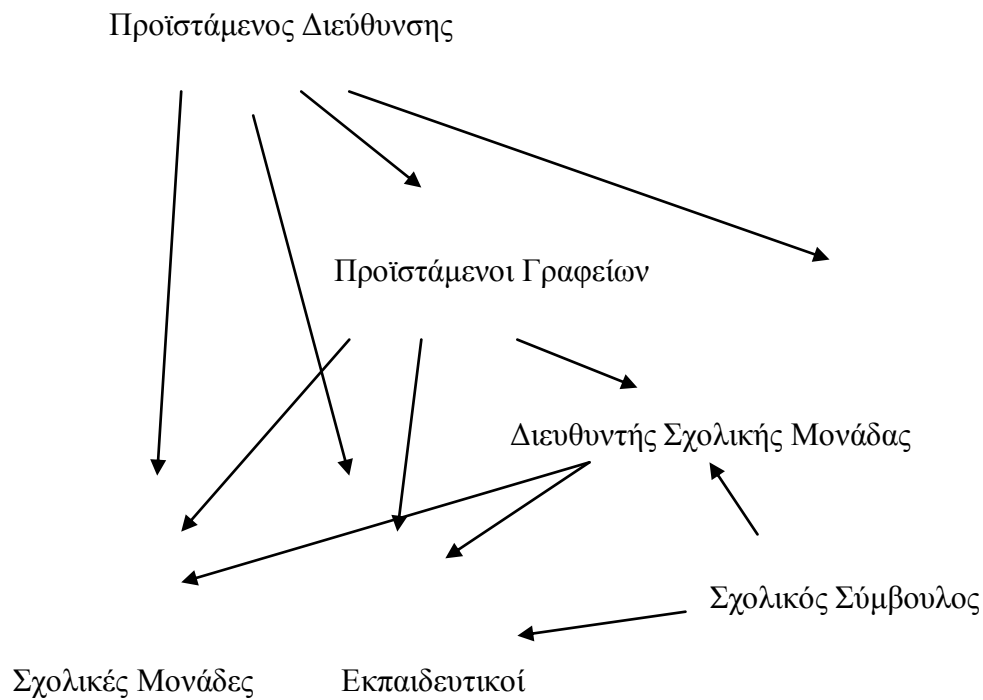 Προϊστάμενος Διεύθυνσης
Προϊστάμενοι Γραφείων
Διευθυντής Σχολικής Μονάδας
Σχολικός Σύμβουλος
Σχολικές Μονάδες
Εκπαιδευτικοί